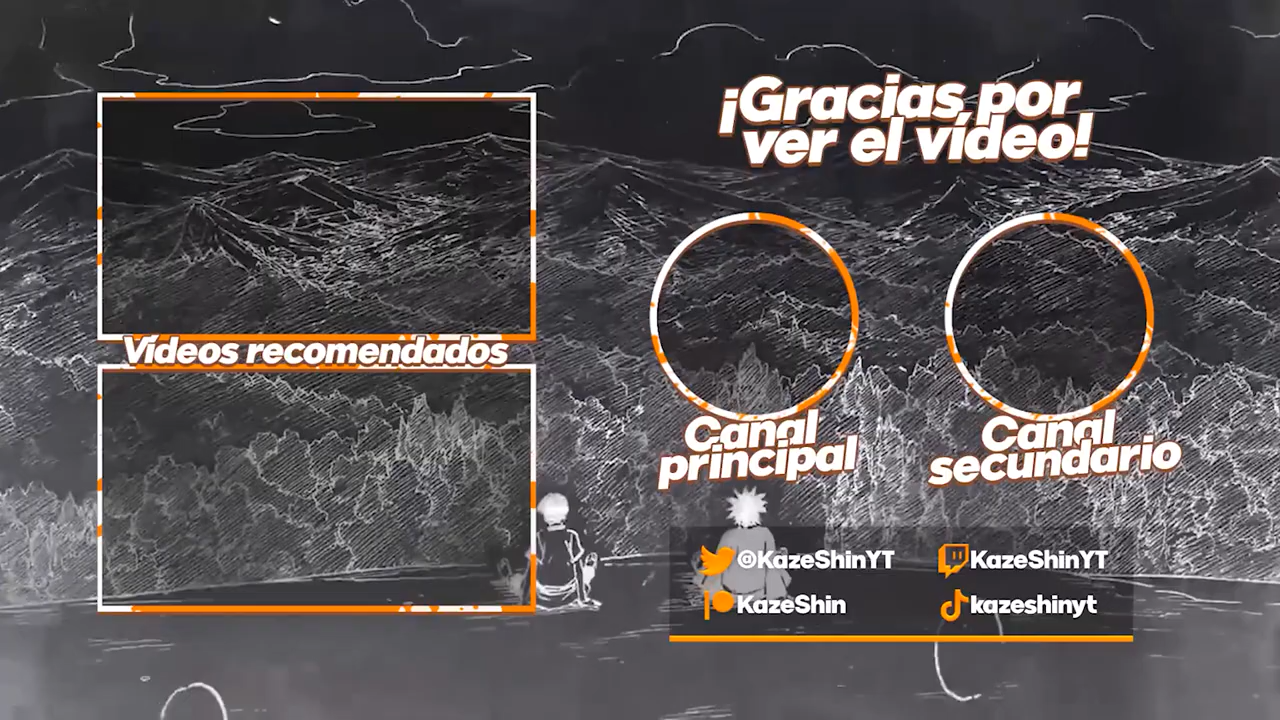 ¡Gracias por
ver el vídeo!
Vídeos recomendados
Canal
principal
Canal
secundario
@KazeShinYT
KazeShinYT
KazeShin
kazeshinyt